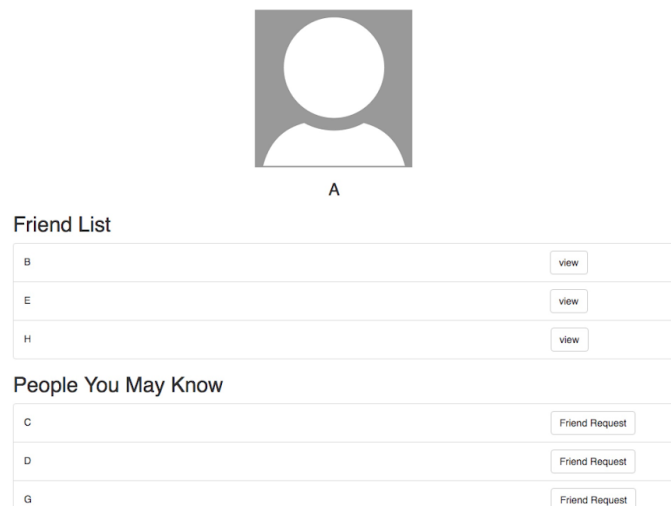 A
Friend List
B view
E view
H view
People You May Know
C Friend Request
D Friend Request
G Friend Request